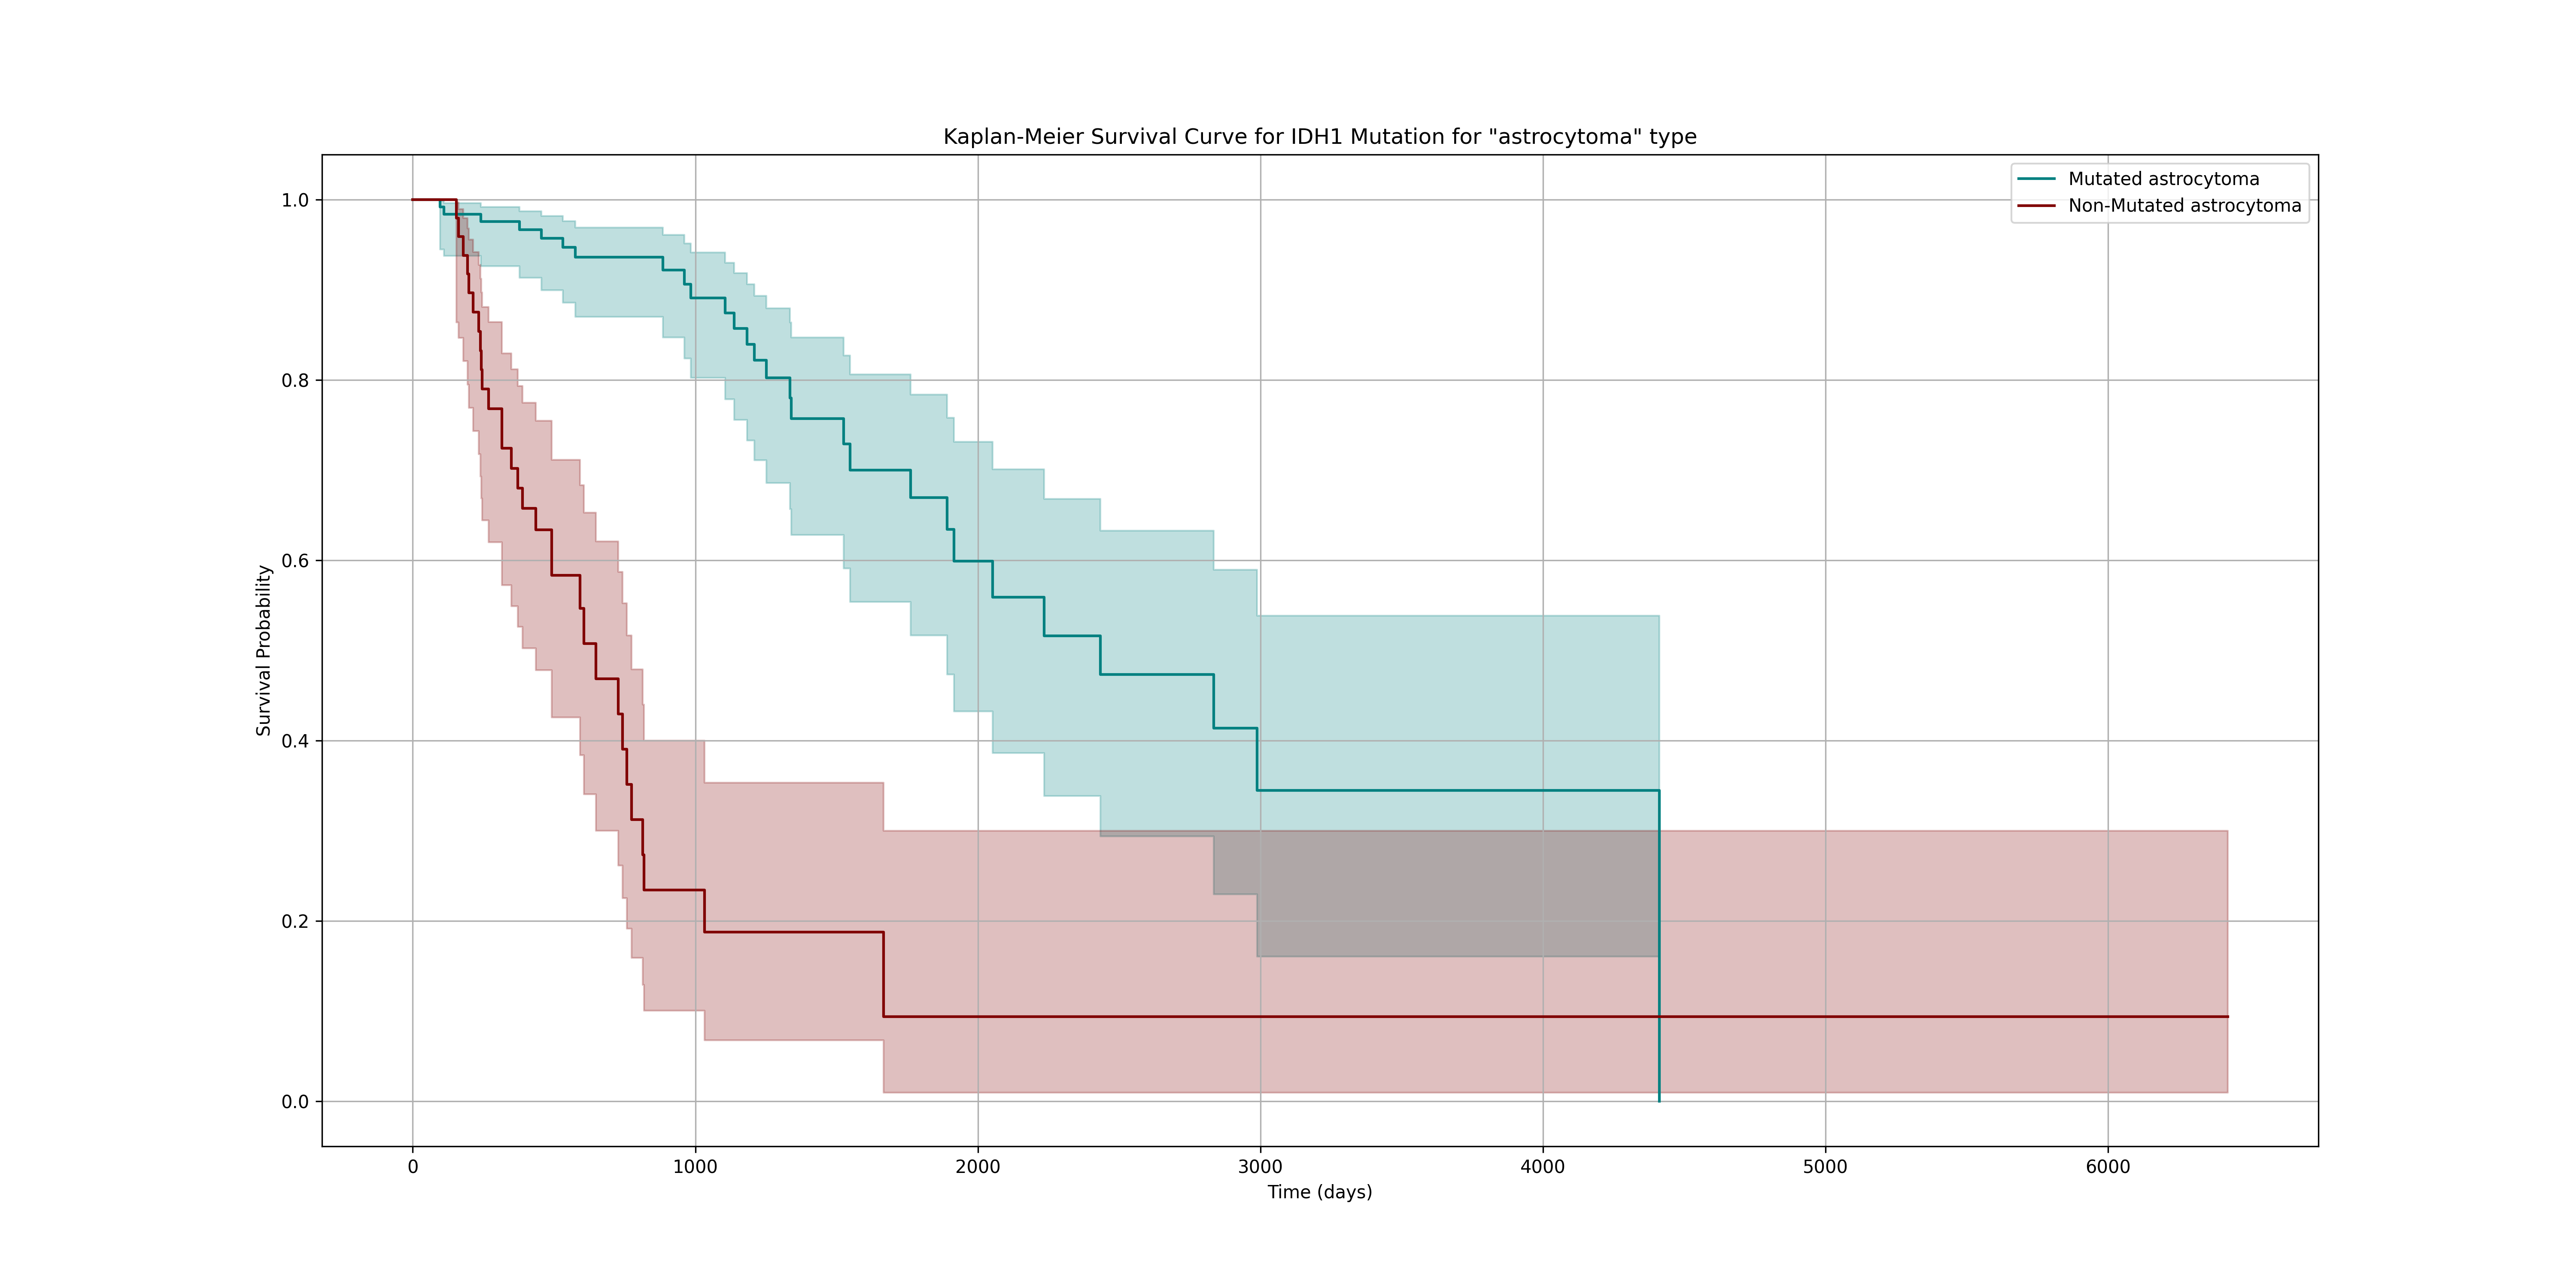 Kaplan-Meier Survival Curve for IDH1 Mutation for "astrocytoma" type
Mutated astrocytoma
Non-Mutated astrocytoma
1.0
0.8
0.6
0.4
0.2
0.0
Survival Probability
0 1000 2000 3000 4000 5000 6000
Time (days)